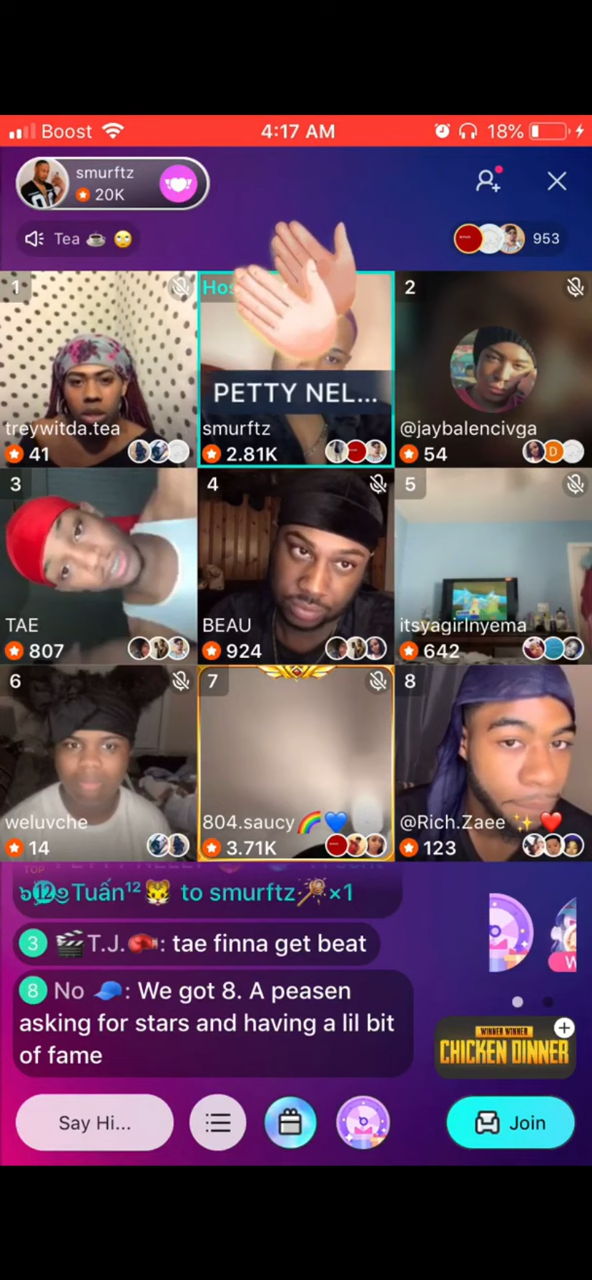 Boost 4:17 AM 18%
smurftz
20K
Tea ☕ 🙄
953
1
Hos
2
PETTY NEL...
treywitda.tea
smurftz
@jaybalencivga
41
2.81K
54
D
3
4
5
TAE
BEAU
itsyagirlnyema
807
924
642
6
7
8
weluvche
804.saucy🌈💙
@Rich.Zaee ✨ ❤️
14
3.71K
123
Tuấn¹²🐯 to smurftz ×1
3 🎬T.J.🥊: tae finna get beat
8 No 🧢: We got 8. A peasen
asking for stars and having a lil bit
of fame
W
WINNER WINNER
CHICKEN DINNER
Say Hi...
Join